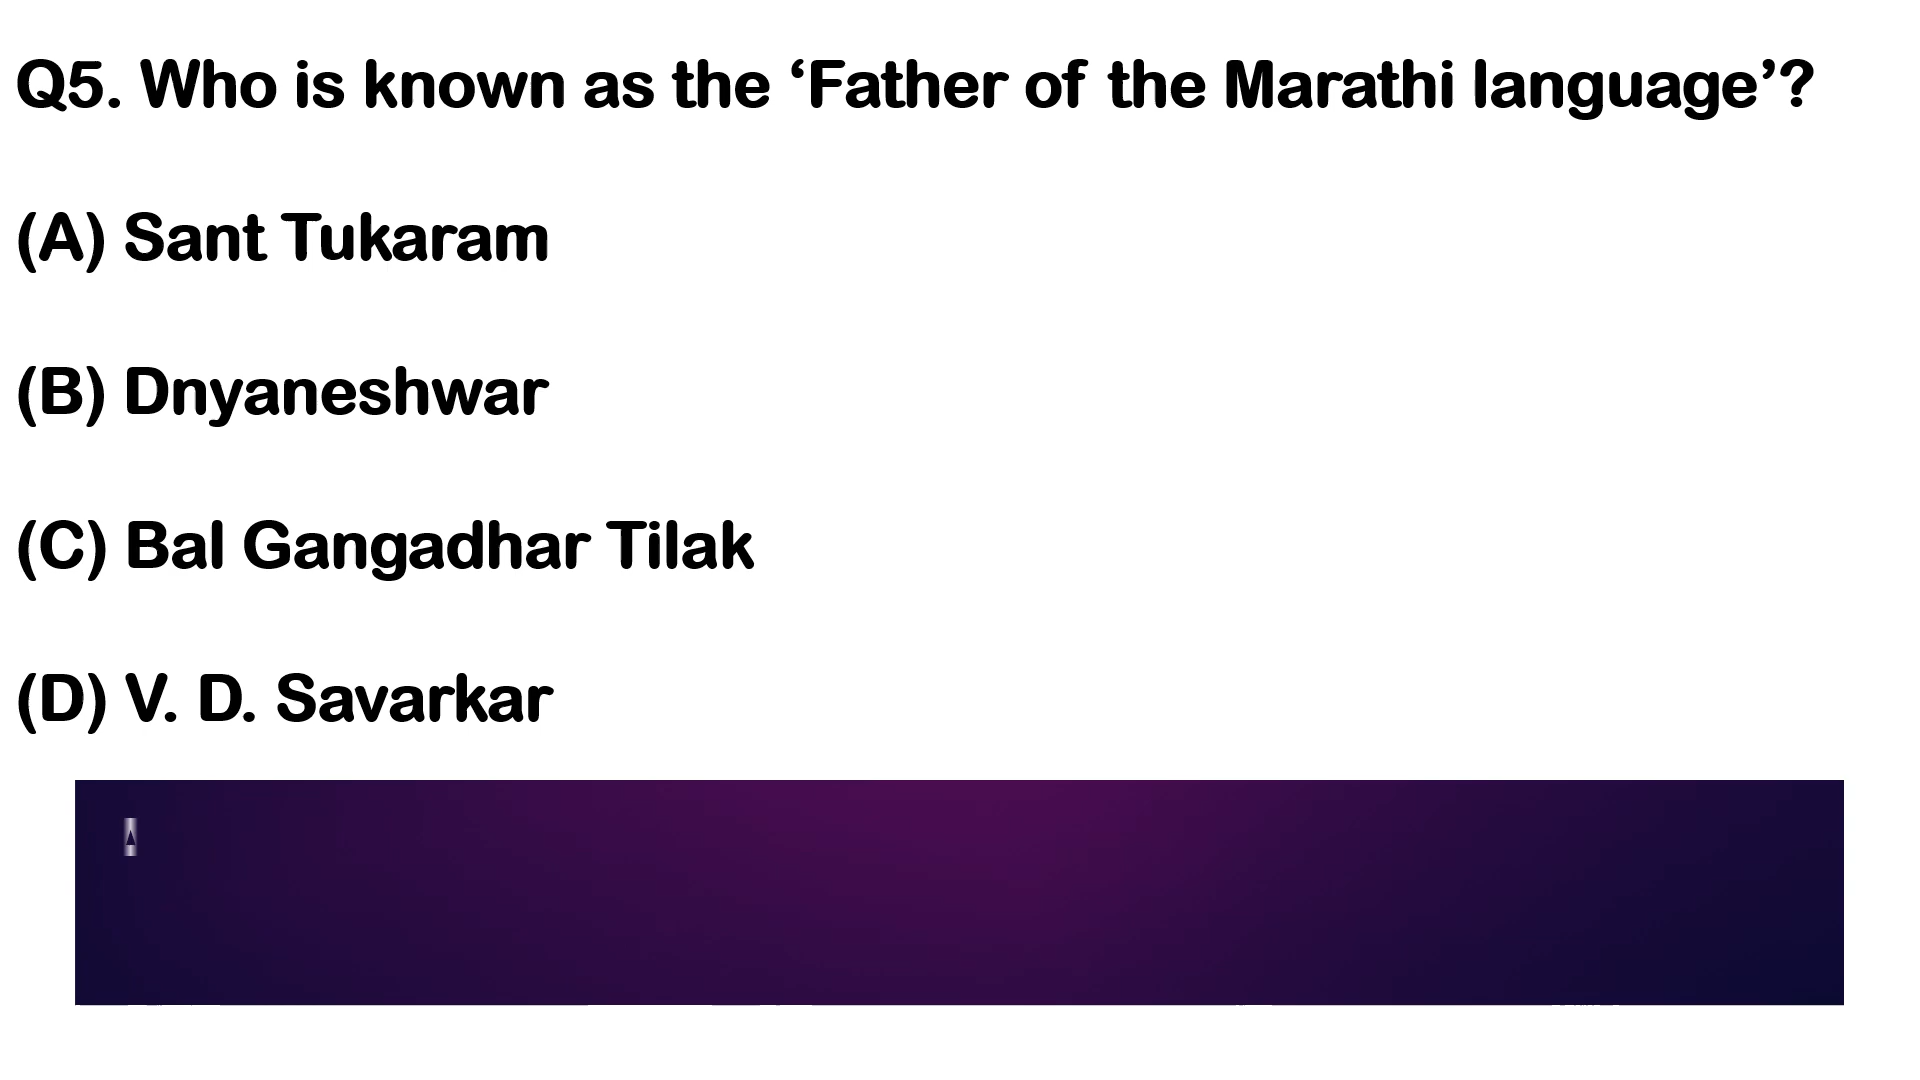 Q5. Who is known as the ‘Father of the Marathi language’?
(A) Sant Tukaram
(B) Dnyaneshwar
(C) Bal Gangadhar Tilak
(D) V. D. Savarkar